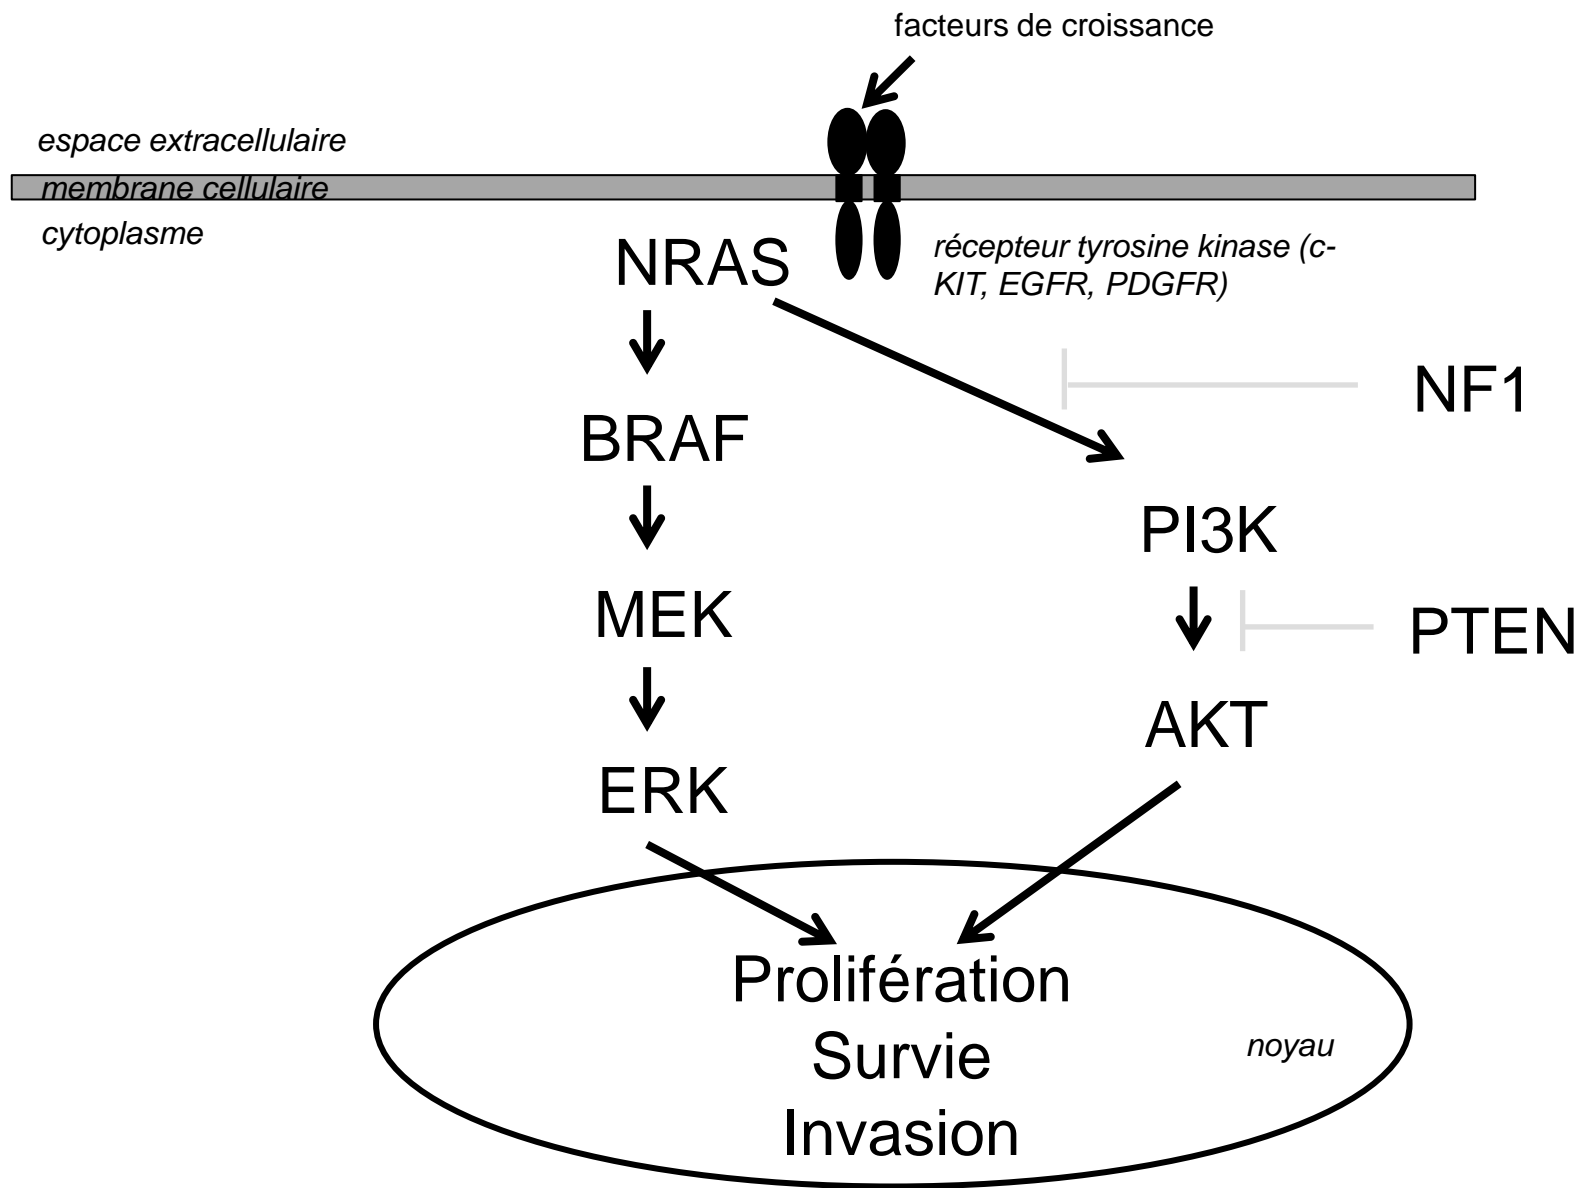 facteurs de croissance
espace extracellulaire
membrane cellulaire
cytoplasme
NRAS
récepteur tyrosine kinase (c-
KIT, EGFR, PDGFR)
NF1
BRAF
PI3K
MEK
PTEN
AKT
ERK
Prolifération
Survie
noyau
Invasion